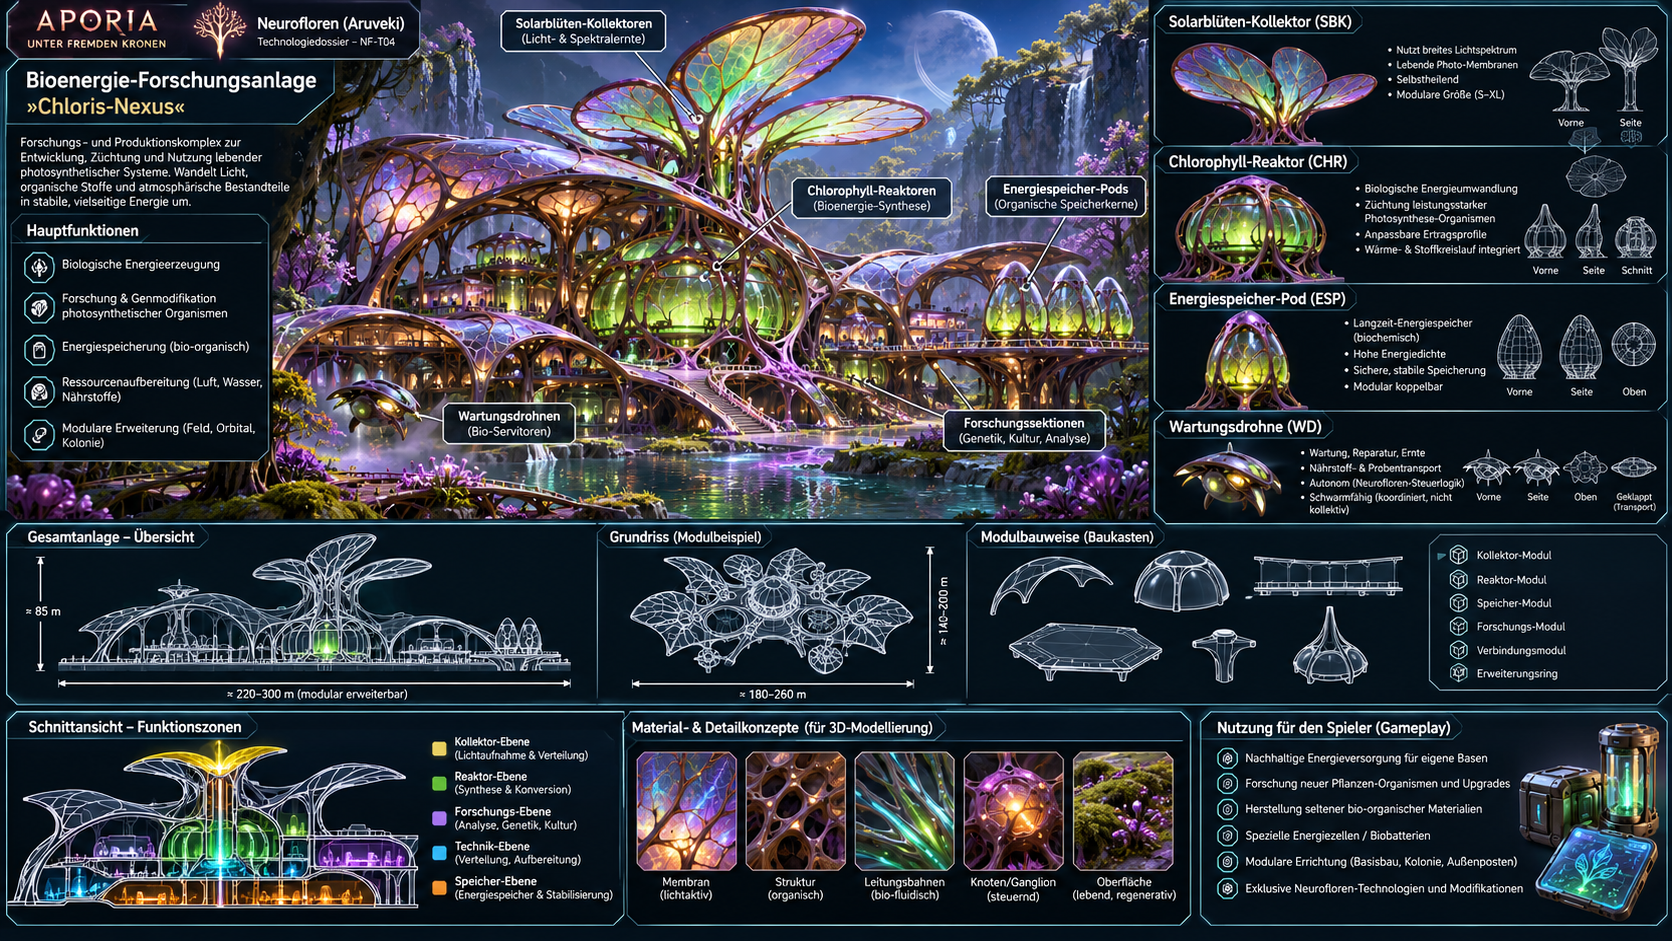 APORIA
UNTER FREMDEN KRONEN
Neurofloren (Aruveki)
Technologiedossier – NF-T04
Bioenergie-Forschungsanlage
»Chloris-Nexus«
Forschungs- und Produktionskomplex zur
Entwicklung, Züchtung und Nutzung lebender
photosynthetischer Systeme. Wandelt Licht,
organische Stoffe und atmosphärische Bestandteile
in stabile, vielseitige Energie um.
Hauptfunktionen
Biologische Energieerzeugung
Forschung & Genmodifikation
photosynthetischer Organismen
Energiespeicherung (bio-organisch)
Ressourcenaufbereitung (Luft, Wasser,
Nährstoffe)
Modulare Erweiterung (Feld, Orbital,
Kolonie)
Solarblüten-Kollektoren
(Licht- & Spektralernte)
Chlorophyll-Reaktoren
(Bioenergie-Synthese)
Energiespeicher-Pods
(Organische Speicherkerne)
Wartungsdrohnen
(Bio-Servitoren)
Forschungssektionen
(Genetik, Kultur, Analyse)
Solarblüten-Kollektor (SBK)
• Nutzt breites Lichtspektrum
• Lebende Photo-Membranen
• Selbstheilend
• Modulare Größe (S–XL)
Vorne
Seite
Chlorophyll-Reaktor (CHR)
• Biologische Energieumwandlung
• Züchtung leistungsstarker
Photosynthese-Organismen
• Anpassbare Ertragsprofile
• Wärme- & Stoffkreislauf integriert
Vorne
Seite
Schnitt
Energiespeicher-Pod (ESP)
• Langzeit-Energiespeicher
(biochemisch)
• Hohe Energiedichte
• Sichere, stabile Speicherung
• Modular koppelbar
Vorne
Seite
Oben
Wartungsdrohne (WD)
• Wartung, Reparatur, Ernte
• Nährstoff- & Probentransport
• Autonom (Neurofloren-Steuerlogik)
• Schwarmfähig (koordiniert, nicht
kollektiv)
Vorne
Seite
Oben
Geklappt
(Transport)
Gesamtanlage – Übersicht
≈ 85 m
≈ 220–300 m (modular erweiterbar)
Grundriss (Modulbeispiel)
≈ 140–200 m
≈ 180–260 m
Modulbauweise (Baukasten)
Kollektor-Modul
Reaktor-Modul
Speicher-Modul
Forschungs-Modul
Verbindungsmodul
Erweiterungsring
Schnittansicht – Funktionszonen
Kollektor-Ebene
(Lichtaufnahme & Verteilung)
Reaktor-Ebene
(Synthese & Konversion)
Forschungs-Ebene
(Analyse, Genetik, Kultur)
Technik-Ebene
(Verteilung, Aufbereitung)
Speicher-Ebene
(Energiespeicher & Stabilisierung)
Material- & Detailkonzepte (für 3D-Modellierung)
Membran
(lichtaktiv)
Struktur
(organisch)
Leitungsbahnen
(bio-fluidisch)
Knoten/Ganglion
(steuernd)
Oberfläche
(lebend, regenerativ)
Nutzung für den Spieler (Gameplay)
Nachhaltige Energieversorgung für eigene Basen
Forschung neuer Pflanzen-Organismen und Upgrades
Herstellung seltener bio-organischer Materialien
Spezielle Energiezellen / Biobatterien
Modulare Errichtung (Basisbau, Kolonie, Außenposten)
Exklusive Neurofloren-Technologien und Modifikationen